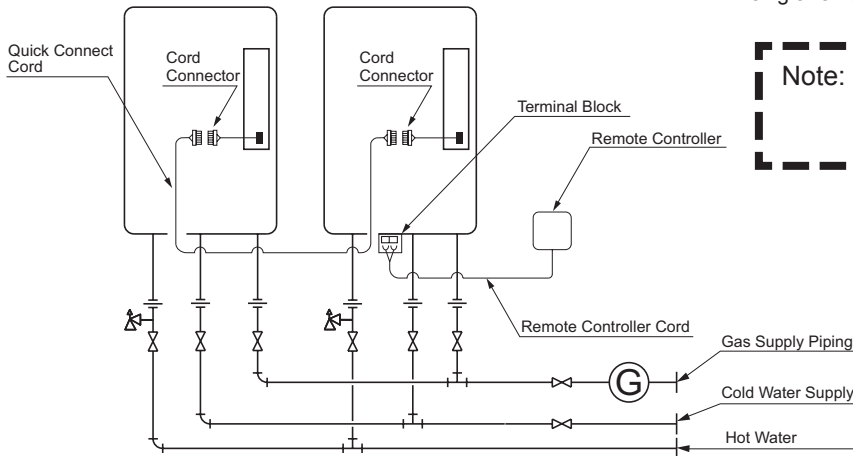 Quick Connect
Cord
Cord
Connector
Cord
Connector
Terminal Block
Remote Controller
Note:
Remote Controller Cord
Gas Supply Piping
G
Cold Water Supply
Hot Water